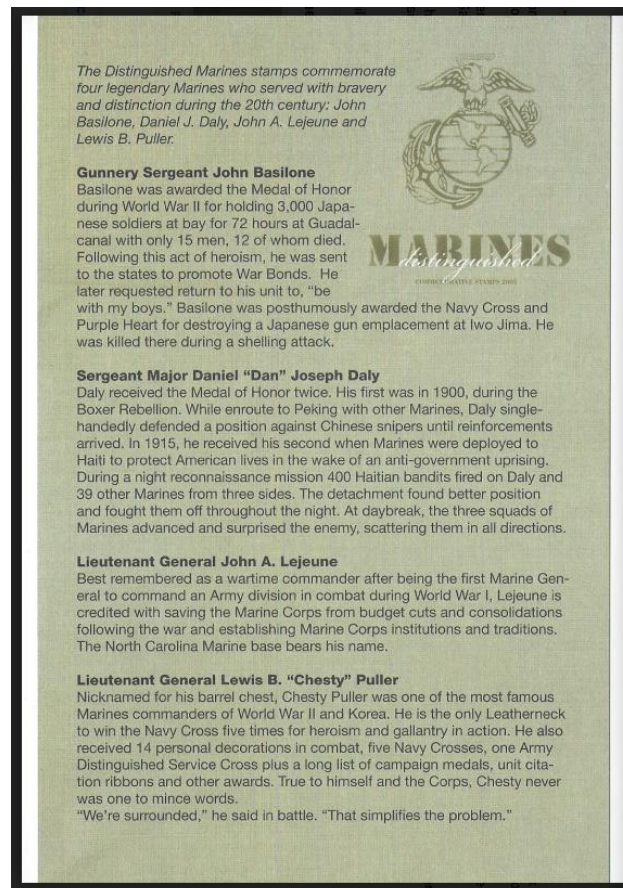 The Distinguished Marines stamps commemorate
four legendary Marines who served with bravery
and distinction during the 20th century: John
Basilone, Daniel J. Daly, John A. Lejeune and
Lewis B. Puller.
MARINES
distinguished
COMMEMORATIVE STAMPS 2005
Gunnery Sergeant John Basilone
Basilone was awarded the Medal of Honor
during World War II for holding 3,000 Japa-
nese soldiers at bay for 72 hours at Guadal-
canal with only 15 men, 12 of whom died.
Following this act of heroism, he was sent
to the states to promote War Bonds. He
later requested return to his unit to, “be
with my boys.” Basilone was posthumously awarded the Navy Cross and
Purple Heart for destroying a Japanese gun emplacement at Iwo Jima. He
was killed there during a shelling attack.
Sergeant Major Daniel “Dan” Joseph Daly
Daly received the Medal of Honor twice. His first was in 1900, during the
Boxer Rebellion. While enroute to Peking with other Marines, Daly single-
handedly defended a position against Chinese snipers until reinforcements
arrived. In 1915, he received his second when Marines were deployed to
Haiti to protect American lives in the wake of an anti-government uprising.
During a night reconnaissance mission 400 Haitian bandits fired on Daly and
39 other Marines from three sides. The detachment found better position
and fought them off throughout the night. At daybreak, the three squads of
Marines advanced and surprised the enemy, scattering them in all directions.
Lieutenant General John A. Lejeune
Best remembered as a wartime commander after being the first Marine Gen-
eral to command an Army division in combat during World War I, Lejeune is
credited with saving the Marine Corps from budget cuts and consolidations
following the war and establishing Marine Corps institutions and traditions.
The North Carolina Marine base bears his name.
Lieutenant General Lewis B. “Chesty” Puller
Nicknamed for his barrel chest, Chesty Puller was one of the most famous
Marines commanders of World War II and Korea. He is the only Leatherneck
to win the Navy Cross five times for heroism and gallantry in action. He also
received 14 personal decorations in combat, five Navy Crosses, one Army
Distinguished Service Cross plus a long list of campaign medals, unit cita-
tion ribbons and other awards. True to himself and the Corps, Chesty never
was one to mince words.
“We’re surrounded,” he said in battle. “That simplifies the problem.”